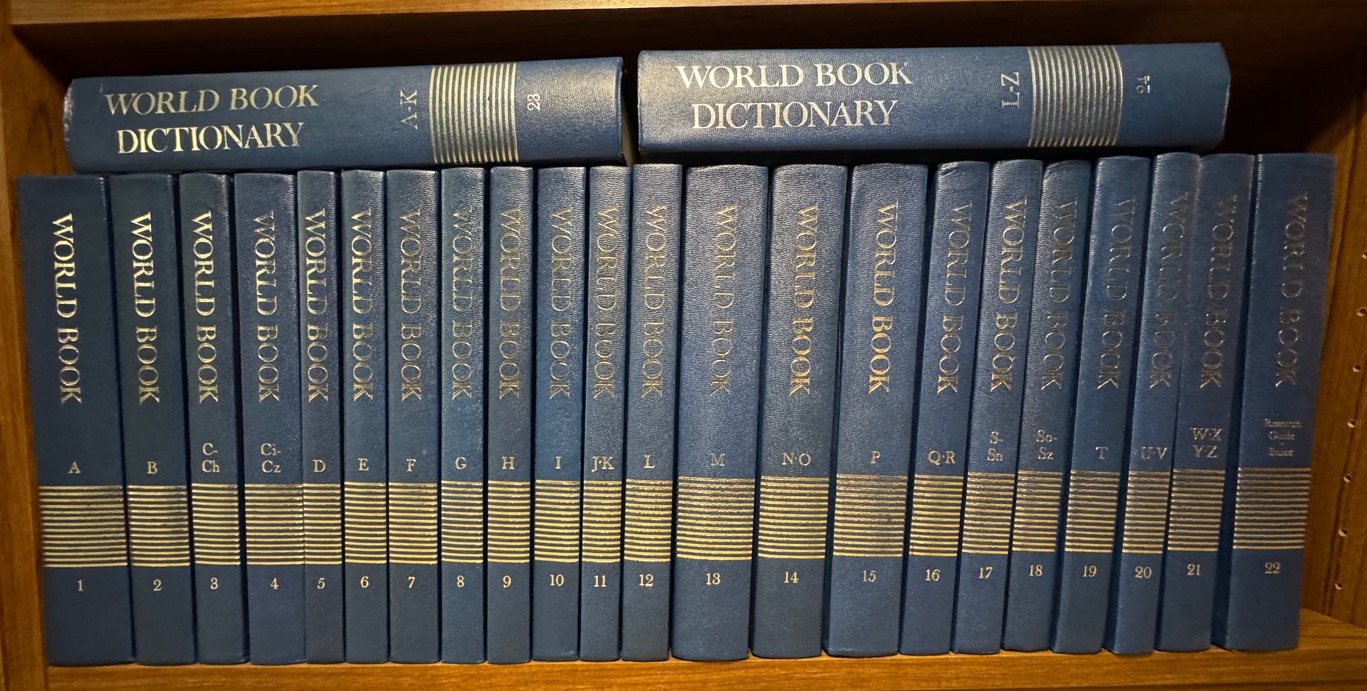 WORLD BOOK
DICTIONARY
A-K
23
WORLD BOOK
DICTIONARY
L-Z
24
WORLD BOOK
A
1
WORLD BOOK
B
2
WORLD BOOK
C-
Ch
3
WORLD BOOK
Ci-
Cz
4
WORLD BOOK
D
5
WORLD BOOK
E
6
WORLD BOOK
F
7
WORLD BOOK
G
8
WORLD BOOK
H
9
WORLD BOOK
I
10
WORLD BOOK
J·K
11
WORLD BOOK
L
12
WORLD BOOK
M
13
WORLD BOOK
N·O
14
WORLD BOOK
P
15
WORLD BOOK
Q·R
16
WORLD BOOK
S-
Sn
17
WORLD BOOK
So-
Sz
18
WORLD BOOK
T
19
WORLD BOOK
U·V
20
WORLD BOOK
W·X
Y·Z
21
WORLD BOOK
Research
Guide
Index
22